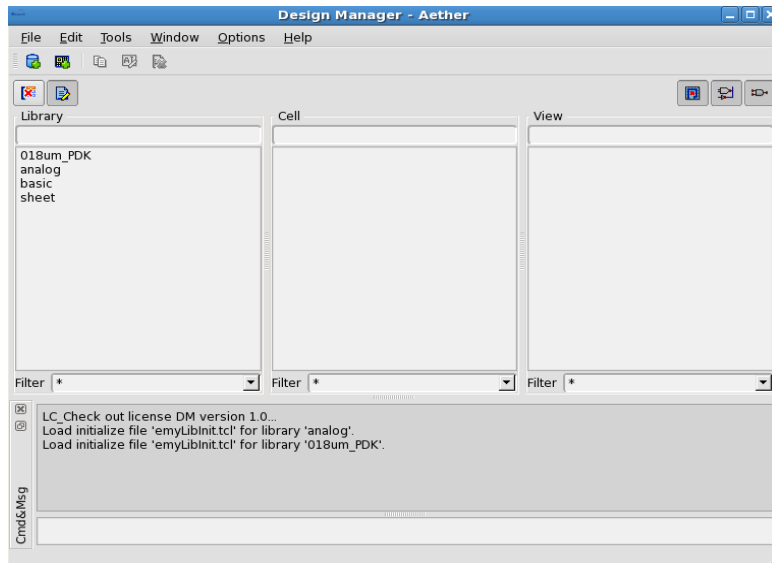 Design Manager - Aether
File Edit Tools Window Options Help
Library
Cell
View
018um_PDK
analog
basic
sheet
Filter *
Filter *
Filter *
LC_Check out license DM version 1.0...
Load initialize file 'emyLibInit.tcl' for library 'analog'.
Load initialize file 'emyLibInit.tcl' for library '018um_PDK'.
Cmd&Msg